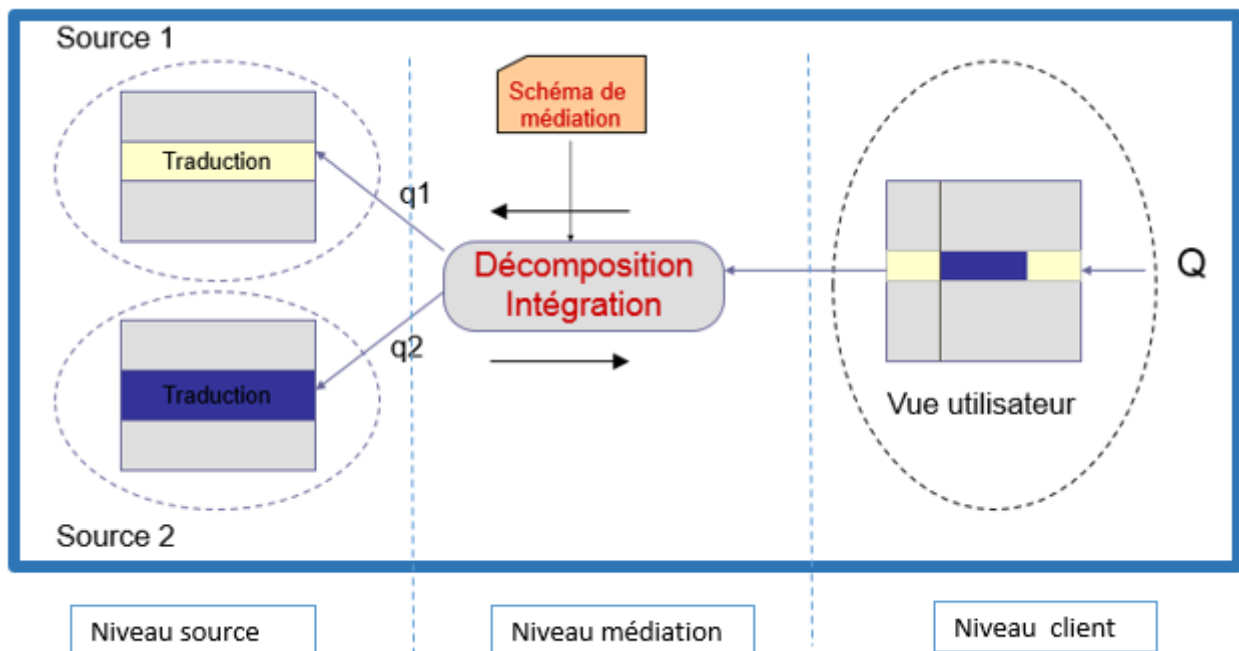 Source 1
Schéma de
médiation
Traduction
q1
Décomposition
Intégration
Q
q2
Traduction
Vue utilisateur
Source 2
Niveau source
Niveau médiation
Niveau client